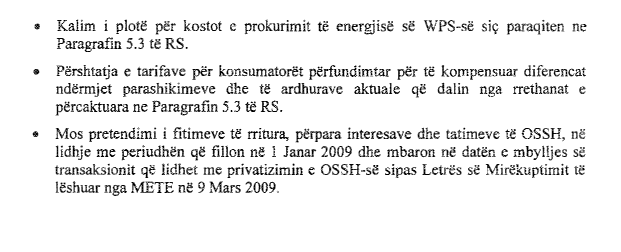 • Kalim i plotë për kostot e prokurimit të energjisë së WPS-së siç paraqiten ne
Paragrafin 5.3 të RS.
• Përshtatja e tarifave për konsumatorët përfundimtar për të kompensuar diferencat
ndërmjet parashikimeve dhe të ardhurave aktuale që dalin nga rrethanat e
përcaktuara ne Paragrafin 5.3 të RS.
• Mos pretendimi i fitimeve të rritura, përpara interesave dhe tatimeve të OSSH, në
lidhje me periudhën që fillon në 1 Janar 2009 dhe mbaron në datën e mbylljes së
transaksionit që lidhet me privatizimin e OSSH-së sipas Letrës së Mirëkuptimit të
lëshuar nga METE në 9 Mars 2009.